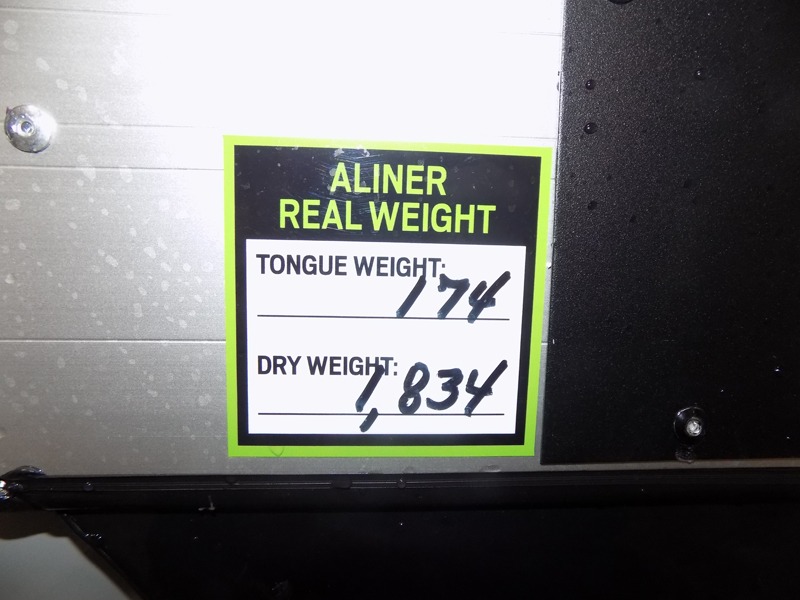 ALINER
REAL WEIGHT
TONGUE WEIGHT:
174
DRY WEIGHT:
1,834